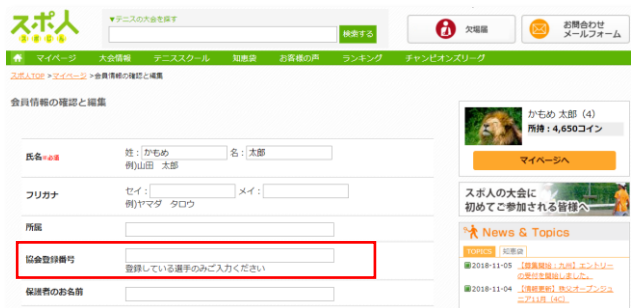 スポ人
スポぐら
▼テニスの大会を探す
検索する
欠場届
お問合わせ
メールフォーム
マイページ 大会情報 テニススクール 知恵袋 お客様の声 ランキング チャンピオンズリーグ
スポ人TOP >マイページ >会員情報の確認と編集
会員情報の確認と編集
氏名※必須
姓：かもめ 名：太郎
例)山田 太郎
フリガナ
セイ： メイ：
例)ヤマダ タロウ
所属
協会登録番号
登録している選手のみご入力ください
保護者のお名前
かもめ 太郎（4）
所持：4,650コイン
マイページへ
スポ人の大会に
初めてご参加される皆様へ
News & Topics
TOPICS 知恵袋
2018-11-05 【募集開始：九州】エントリーの受付を開始しました。
2018-11-04 【情報更新】秩父オープンジュニア11月（4C）